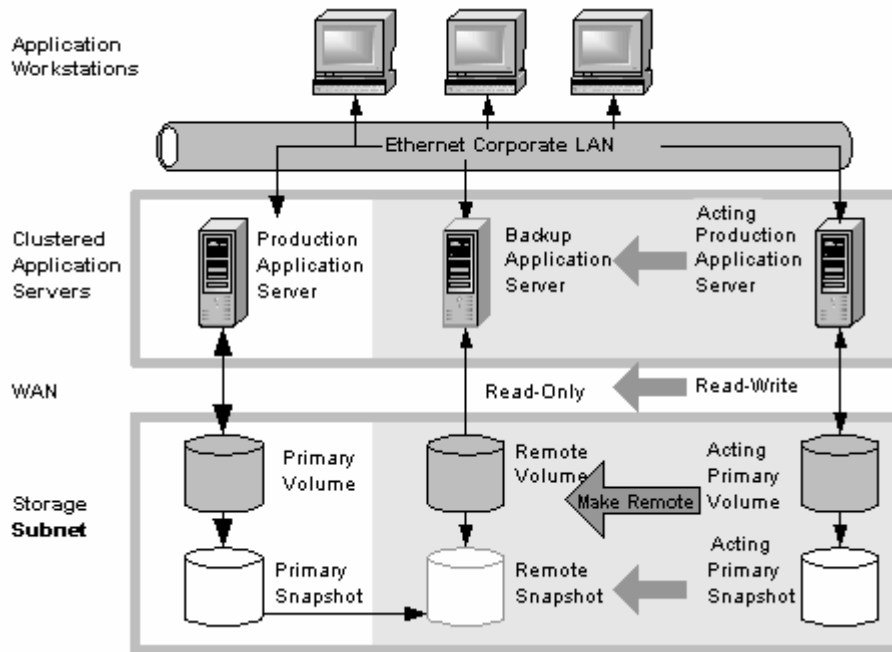 Application
Workstations
Ethernet Corporate LAN
Clustered
Application
Servers
Production
Application
Server
Backup
Application
Server
Acting
Production
Application
Server
WAN
Read-Only
Read-Write
Storage
Subnet
Primary
Volume
Remote
Volume
Make Remote
Acting
Primary
Volume
Primary
Snapshot
Remote
Snapshot
Acting
Primary
Snapshot